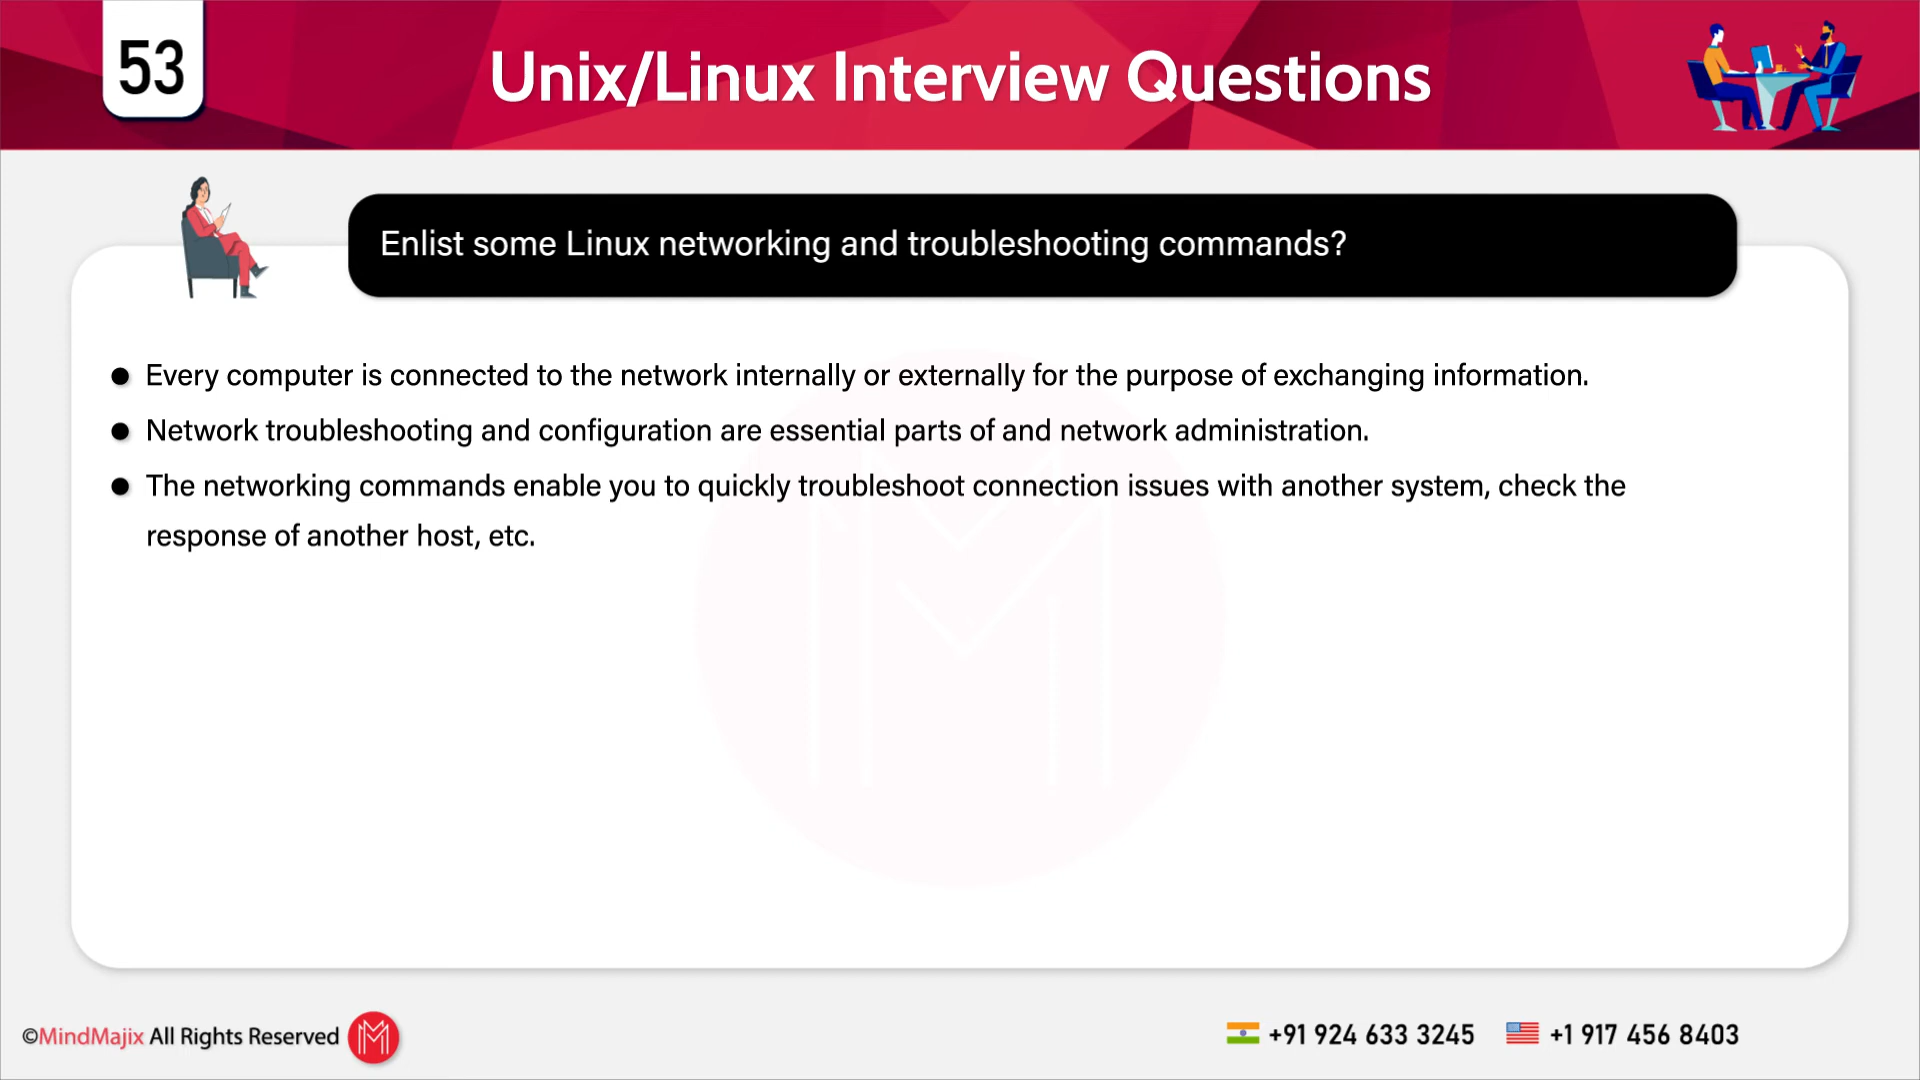 53
Unix/Linux Interview Questions
Enlist some Linux networking and troubleshooting commands?
● Every computer is connected to the network internally or externally for the purpose of exchanging information.
● Network troubleshooting and configuration are essential parts of and network administration.
● The networking commands enable you to quickly troubleshoot connection issues with another system, check the
response of another host, etc.
©MindMajix All Rights Reserved
+91 924 633 3245
+1 917 456 8403